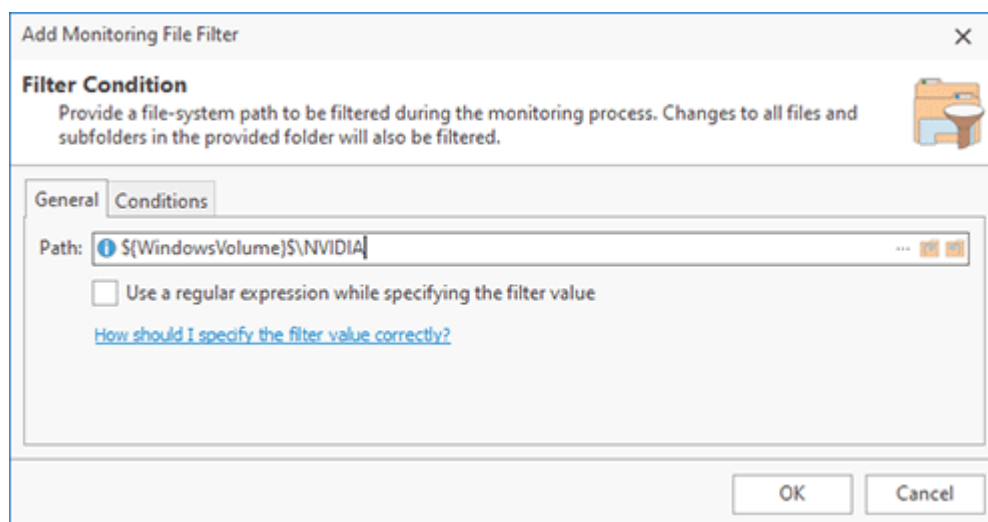 Add Monitoring File Filter
Filter Condition
Provide a file-system path to be filtered during the monitoring process. Changes to all files and
subfolders in the provided folder will also be filtered.
General Conditions
Path: ${WindowsVolume}$\NVIDIA ...
Use a regular expression while specifying the filter value
How should I specify the filter value correctly?
OK Cancel